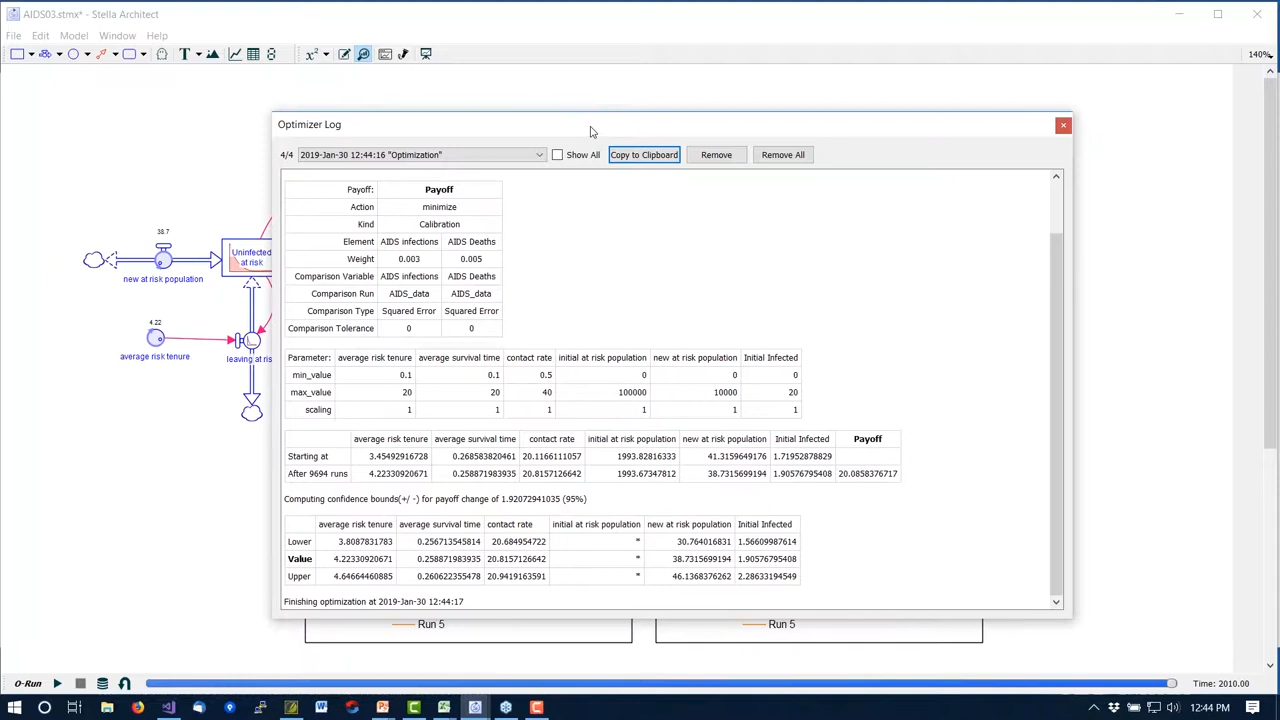 AIDS03.stmx* - Stella Architect
File Edit Model Window Help
T x² 140%
Optimizer Log
4/4 2019-Jan-30 12:44:16 "Optimization" Show All Copy to Clipboard Remove Remove All
Payoff: Payoff
Action minimize
Kind Calibration
Element AIDS infections AIDS Deaths
Weight 0.003 0.005
Comparison Variable AIDS infections AIDS Deaths
Comparison Run AIDS_data AIDS_data
Comparison Type Squared Error Squared Error
Comparison Tolerance 0 0
Parameter: average risk tenure average survival time contact rate initial at risk population new at risk population Initial Infected
min_value 0.1 0.1 0.5 0 0 0
max_value 20 20 40 100000 10000 20
scaling 1 1 1 1 1 1
average risk tenure average survival time contact rate initial at risk population new at risk population Initial Infected Payoff
Starting at 3.45492916728 0.268583820461 20.1166111057 1993.82816333 41.3159649176 1.71952878829
After 9694 runs 4.22330920671 0.258871983935 20.8157126642 1993.67347812 38.7315699194 1.90576795408 20.0858376717
Computing confidence bounds(+/ -) for payoff change of 1.92072941035 (95%)
average risk tenure average survival time contact rate initial at risk population new at risk population Initial Infected
Lower 3.8087831783 0.256713545814 20.684954722 * 30.764016831 1.56609987614
Value 4.22330920671 0.258871983935 20.8157126642 * 38.7315699194 1.90576795408
Upper 4.64664460885 0.260622355478 20.9419163591 * 46.1368376262 2.28633194549
Finishing optimization at 2019-Jan-30 12:44:17
38.7
new at risk population
Uninfected
at risk
4.22
average risk tenure
leaving at ris
Run 5 Run 5
O-Run Time: 2010.00
12:44 PM